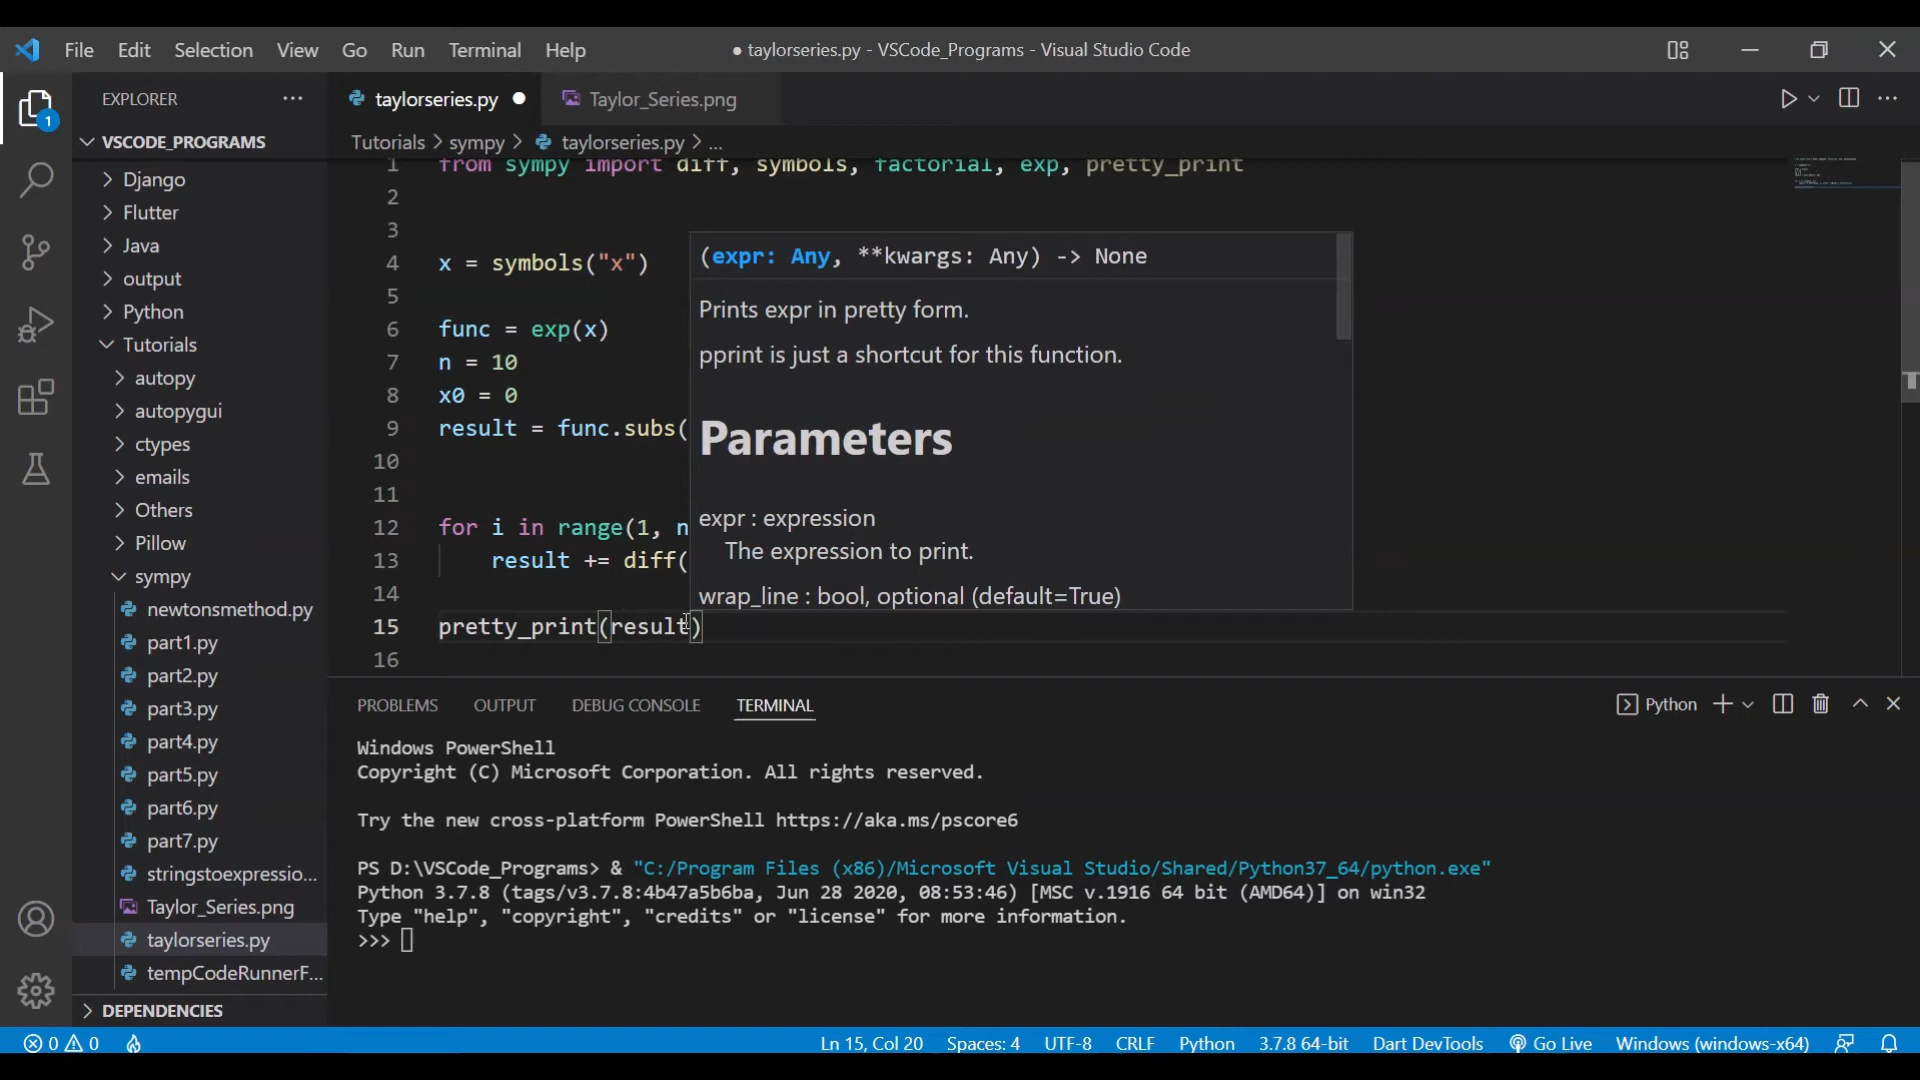 File Edit Selection View Go Run Terminal Help
● taylorseries.py - VSCode_Programs - Visual Studio Code
EXPLORER
taylorseries.py
Taylor_Series.png
VSCODE_PROGRAMS
Tutorials > sympy > taylorseries.py > ...
Django
Flutter
Java
output
Python
Tutorials
autopy
autopygui
ctypes
emails
Others
Pillow
sympy
newtonsmethod.py
part1.py
part2.py
part3.py
part4.py
part5.py
part6.py
part7.py
stringstoexpressio...
Taylor_Series.png
taylorseries.py
tempCodeRunnerF...
DEPENDENCIES
1
1 from sympy import diff, symbols, factorial, exp, pretty_print
2
3
4 x = symbols("x")
5
6 func = exp(x)
7 n = 10
8 x0 = 0
9 result = func.subs(
10
11
12 for i in range(1, n
13 result += diff(
14
15 pretty_print(result)
16
(expr: Any, **kwargs: Any) -> None
Prints expr in pretty form.
pprint is just a shortcut for this function.
Parameters
expr : expression
The expression to print.
wrap_line : bool, optional (default=True)
PROBLEMS OUTPUT DEBUG CONSOLE TERMINAL
Python
Windows PowerShell
Copyright (C) Microsoft Corporation. All rights reserved.
Try the new cross-platform PowerShell https://aka.ms/pscore6
PS D:\VSCode_Programs> & "C:/Program Files (x86)/Microsoft Visual Studio/Shared/Python37_64/python.exe"
Python 3.7.8 (tags/v3.7.8:4b47a5b6ba, Jun 28 2020, 08:53:46) [MSC v.1916 64 bit (AMD64)] on win32
Type "help", "copyright", "credits" or "license" for more information.
>>>
0 0 Ln 15, Col 20 Spaces: 4 UTF-8 CRLF Python 3.7.8 64-bit Dart DevTools Go Live Windows (windows-x64)